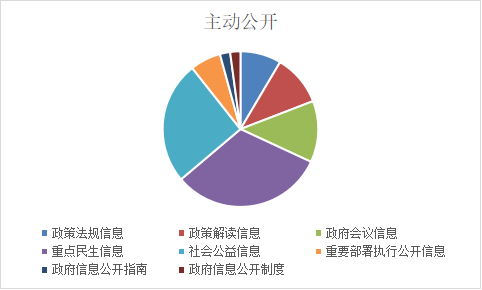 主动公开
政策法规信息 政策解读信息 政府会议信息
重点民生信息 社会公益信息 重要部署执行公开信息
政府信息公开指南 政府信息公开制度